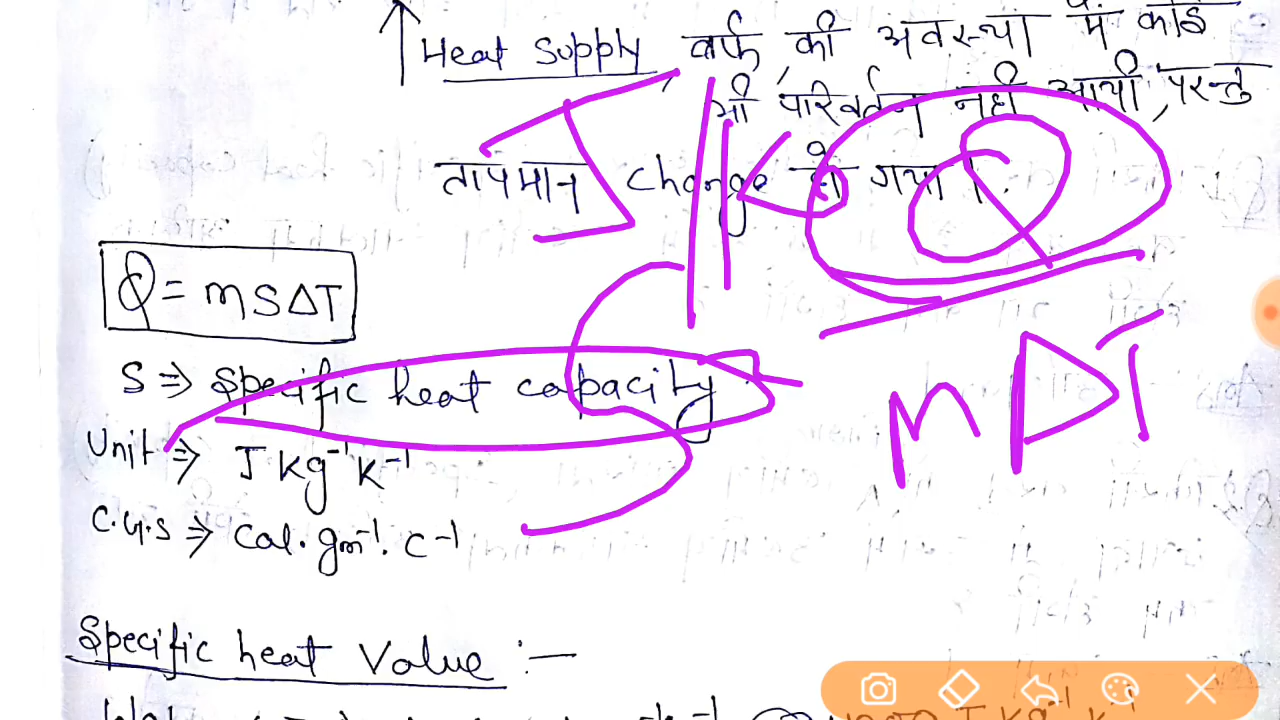 Heat Supply बर्फ की अवस्था में कोई
भी परिवर्तन नही आयी, परन्तु
तापमान change हो गया।
Q = mSΔT
S ⇒ Specific heat capacity
Unit ⇒ J kg⁻¹ K⁻¹
C.G.S ⇒ Cal. gm⁻¹. C⁻¹
Q
m ΔT
Specific heat Value :-